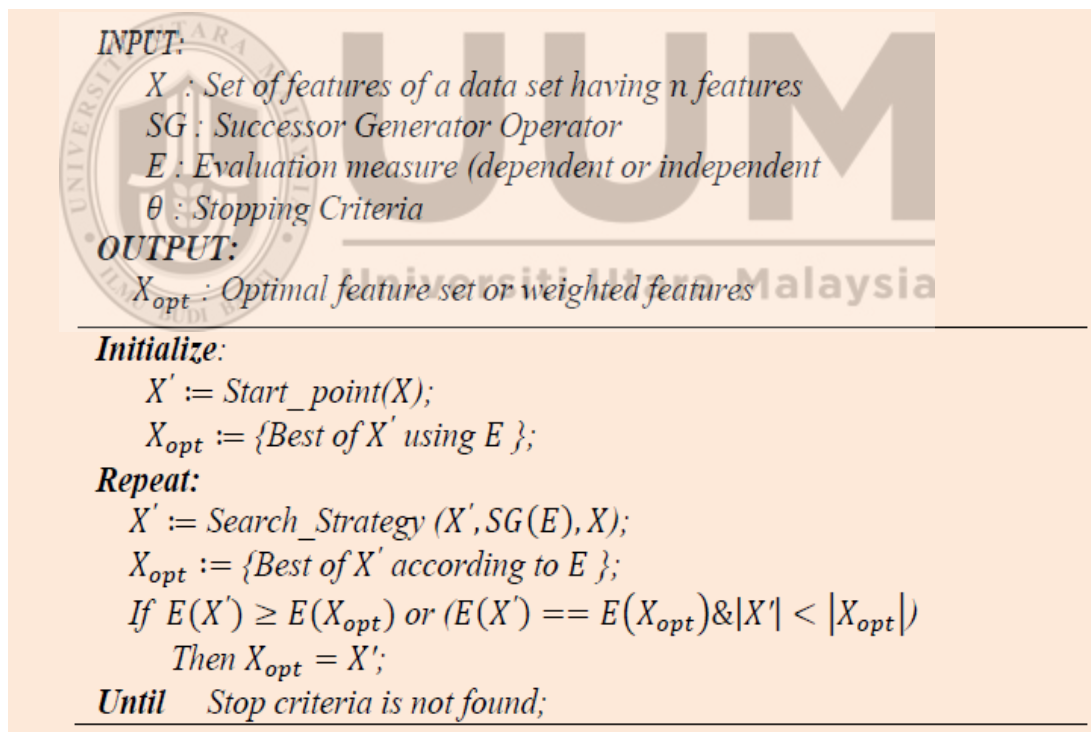 INPUT:
X : Set of features of a data set having n features
SG : Successor Generator Operator
E : Evaluation measure (dependent or independent
θ : Stopping Criteria
OUTPUT:
X_opt : Optimal feature set or weighted features
Initialize:
X' := Start_point(X);
X_opt := {Best of X' using E };
Repeat:
X' := Search_Strategy (X', SG(E), X);
X_opt := {Best of X' according to E };
If E(X') ≥ E(X_opt) or (E(X') == E(X_opt)&|X'| < |X_opt|)
Then X_opt = X';
Until Stop criteria is not found;
UUM
Universiti Utara Malaysia